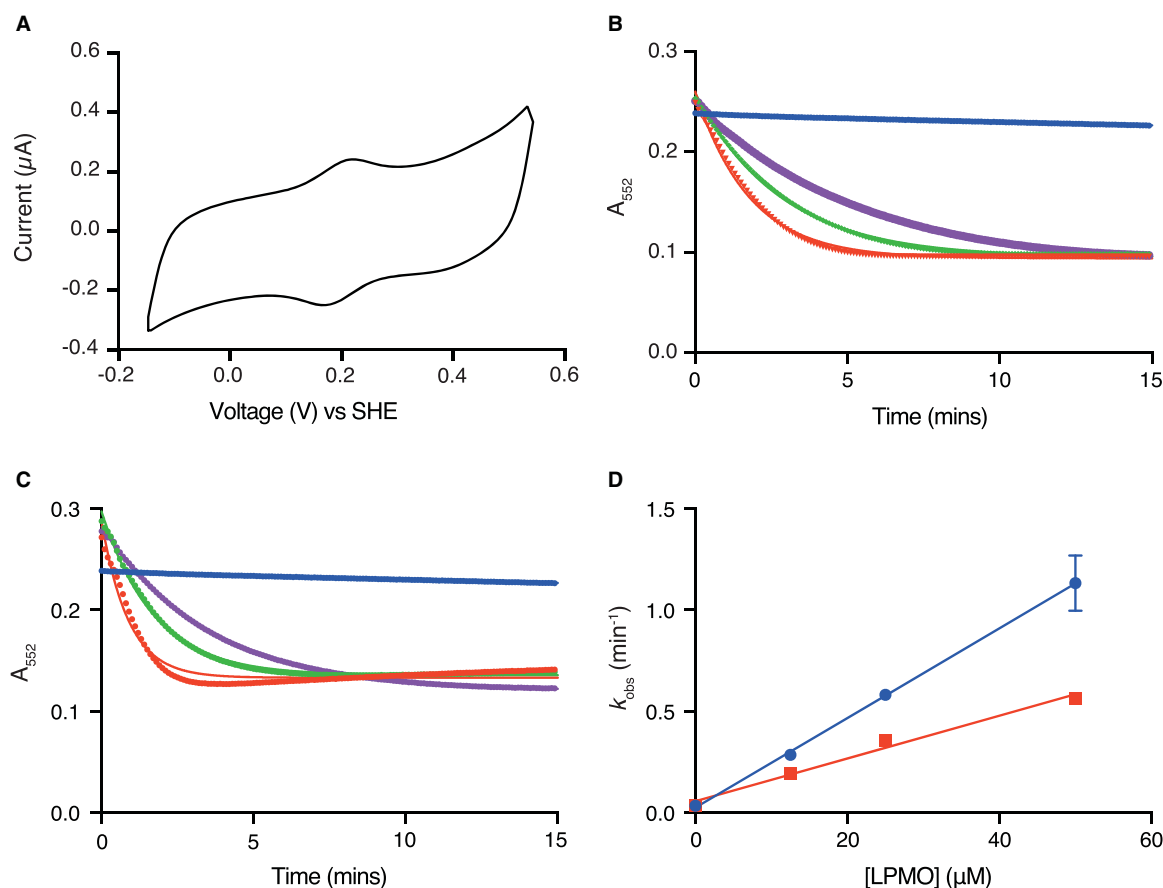 A
0.6
0.4
0.2
0.0
-0.2
-0.4
-0.2
0.0
0.2
0.4
0.6
Current (µA)
Voltage (V) vs SHE
B
0.3
0.2
0.1
0.0
0
5
10
15
A552
Time (mins)
C
0.3
0.2
0.1
0.0
0
5
10
15
A552
Time (mins)
D
1.5
1.0
0.5
0.0
0
20
40
60
kobs (min-1)
[LPMO] (µM)